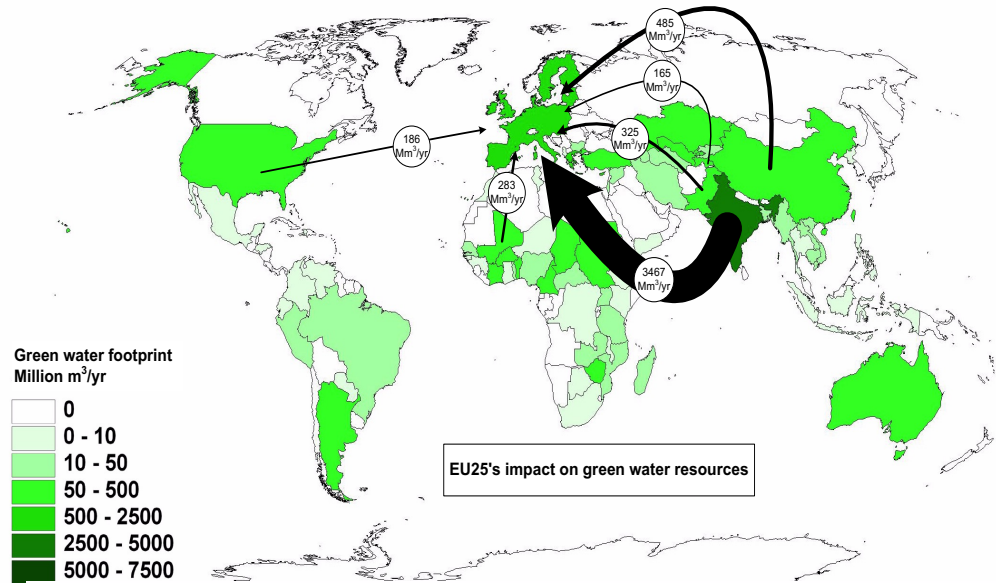 485
Mm³/yr
165
Mm³/yr
186
Mm³/yr
325
Mm³/yr
283
Mm³/yr
3467
Mm³/yr
Green water footprint
Million m³/yr
0
0 - 10
10 - 50
50 - 500
500 - 2500
2500 - 5000
5000 - 7500
EU25's impact on green water resources